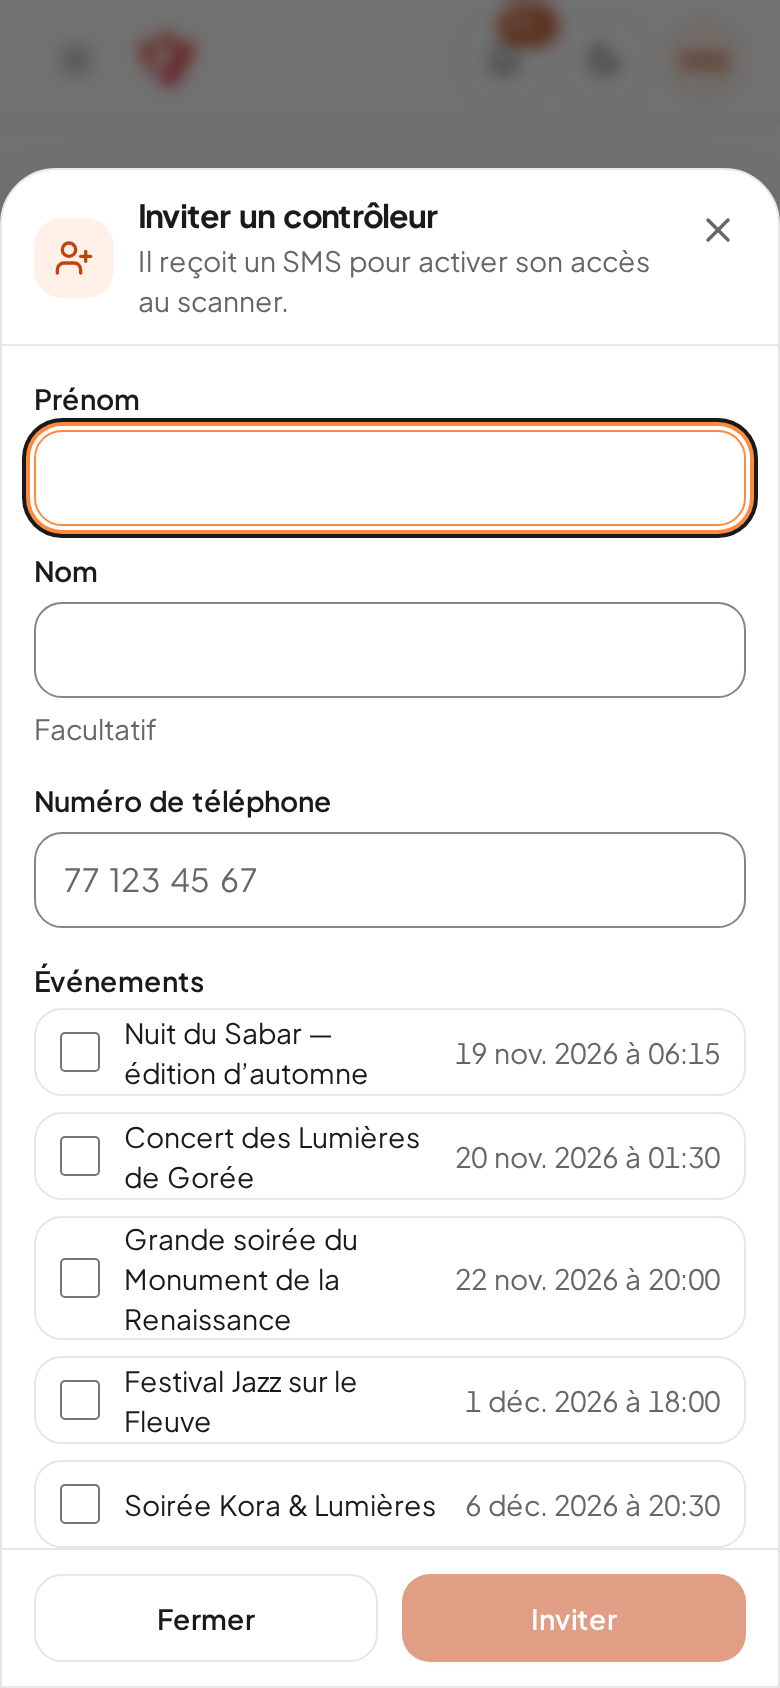 Inviter un contrôleur
Il reçoit un SMS pour activer son accès
au scanner.
Prénom
Nom
Facultatif
Numéro de téléphone
77 123 45 67
Événements
Nuit du Sabar —
édition d’automne
19 nov. 2026 à 06:15
Concert des Lumières
de Gorée
20 nov. 2026 à 01:30
Grande soirée du
Monument de la
Renaissance
22 nov. 2026 à 20:00
Festival Jazz sur le
Fleuve
1 déc. 2026 à 18:00
Soirée Kora & Lumières
6 déc. 2026 à 20:30
Fermer
Inviter